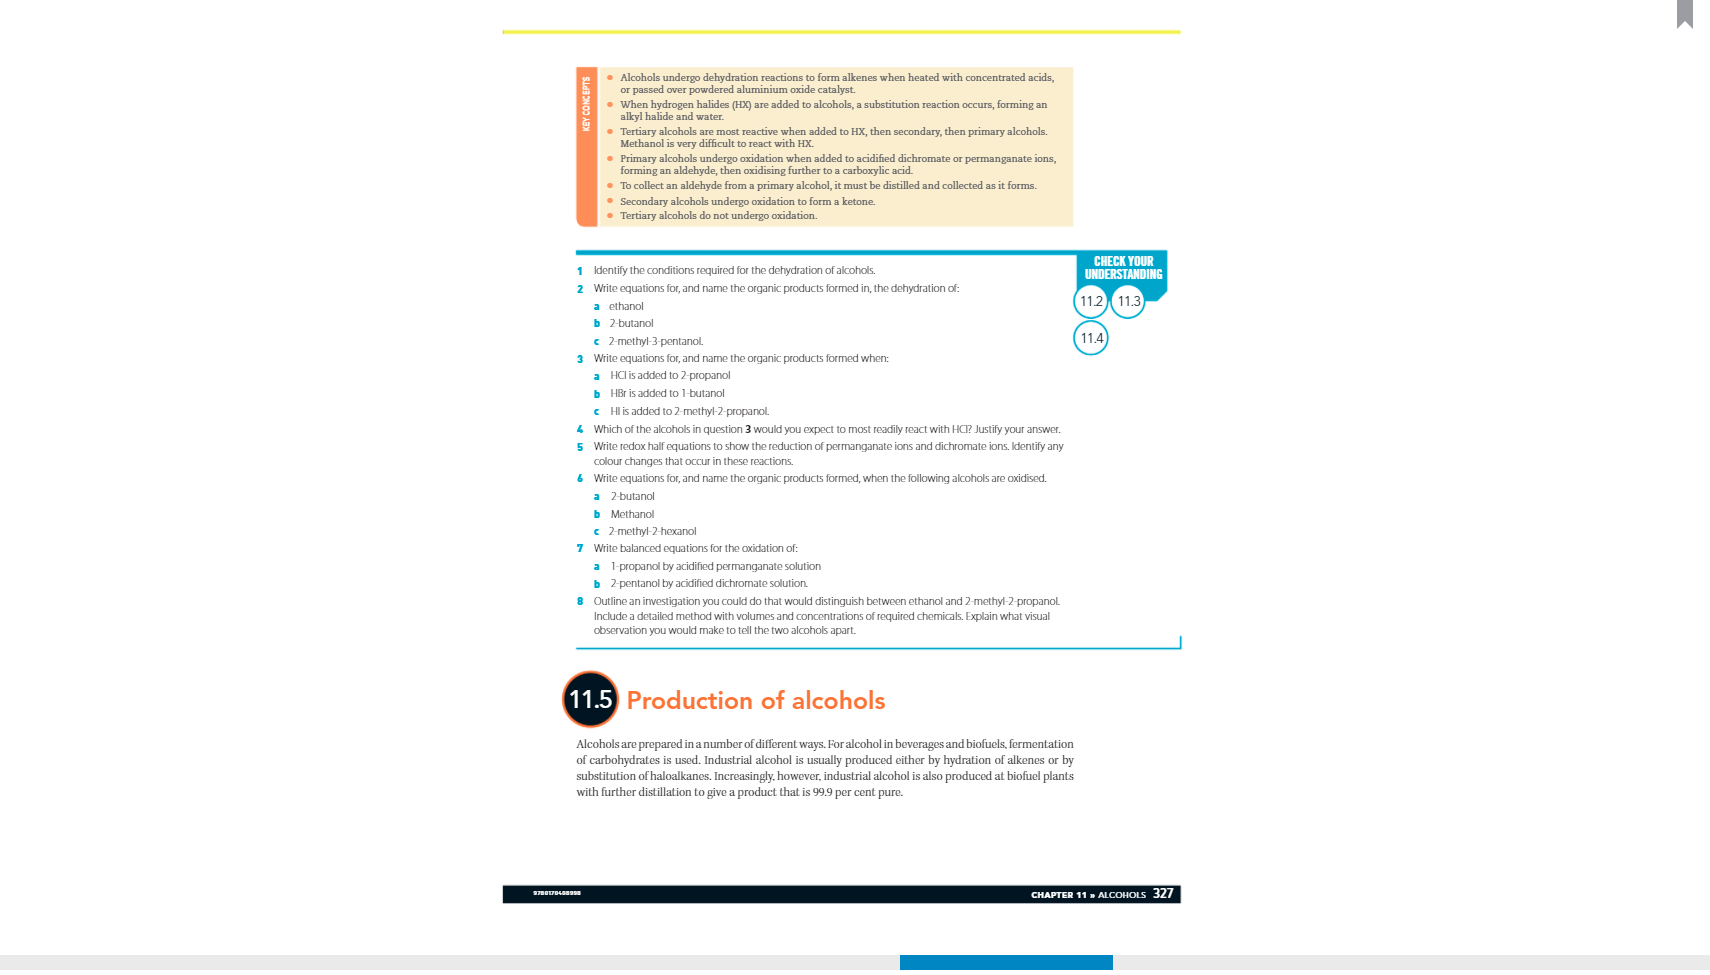 KEY CONCEPTS
• Alcohols undergo dehydration reactions to form alkenes when heated with concentrated acids,
or passed over powdered aluminium oxide catalyst.
• When hydrogen halides (HX) are added to alcohols, a substitution reaction occurs, forming an
alkyl halide and water.
• Tertiary alcohols are most reactive when added to HX, then secondary, then primary alcohols.
Methanol is very difficult to react with HX.
• Primary alcohols undergo oxidation when added to acidified dichromate or permanganate ions,
forming an aldehyde, then oxidising further to a carboxylic acid.
• To collect an aldehyde from a primary alcohol, it must be distilled and collected as it forms.
• Secondary alcohols undergo oxidation to form a ketone.
• Tertiary alcohols do not undergo oxidation.
CHECK YOUR
UNDERSTANDING
11.2 11.3
11.4
1 Identify the conditions required for the dehydration of alcohols.
2 Write equations for, and name the organic products formed in, the dehydration of:
a ethanol
b 2-butanol
c 2-methyl-3-pentanol.
3 Write equations for, and name the organic products formed when:
a HCl is added to 2-propanol
b HBr is added to 1-butanol
c HI is added to 2-methyl-2-propanol.
4 Which of the alcohols in question 3 would you expect to most readily react with HCl? Justify your answer.
5 Write redox half equations to show the reduction of permanganate ions and dichromate ions. Identify any
colour changes that occur in these reactions.
6 Write equations for, and name the organic products formed, when the following alcohols are oxidised.
a 2-butanol
b Methanol
c 2-methyl-2-hexanol
7 Write balanced equations for the oxidation of:
a 1-propanol by acidified permanganate solution
b 2-pentanol by acidified dichromate solution.
8 Outline an investigation you could do that would distinguish between ethanol and 2-methyl-2-propanol.
Include a detailed method with volumes and concentrations of required chemicals. Explain what visual
observation you would make to tell the two alcohols apart.
11.5 Production of alcohols
Alcohols are prepared in a number of different ways. For alcohol in beverages and biofuels, fermentation
of carbohydrates is used. Industrial alcohol is usually produced either by hydration of alkenes or by
substitution of haloalkanes. Increasingly, however, industrial alcohol is also produced at biofuel plants
with further distillation to give a product that is 99.9 per cent pure.
9780170408998
CHAPTER 11 » ALCOHOLS 327